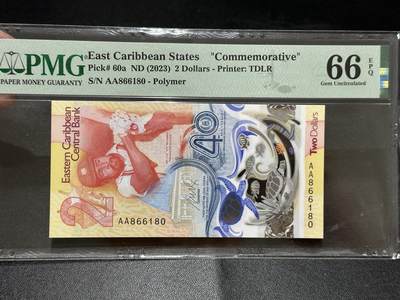 PMG
PAPER MONEY GUARANTY
East Caribbean States "Commemorative"
Pick# 60a ND (2023) 2 Dollars - Printer: TDLR
S/N AA866180 - Polymer
66 EPQ
Gem Uncirculated
Eastern Caribbean
Central Bank
2
40
AA866180
Two Dollars
AA866180